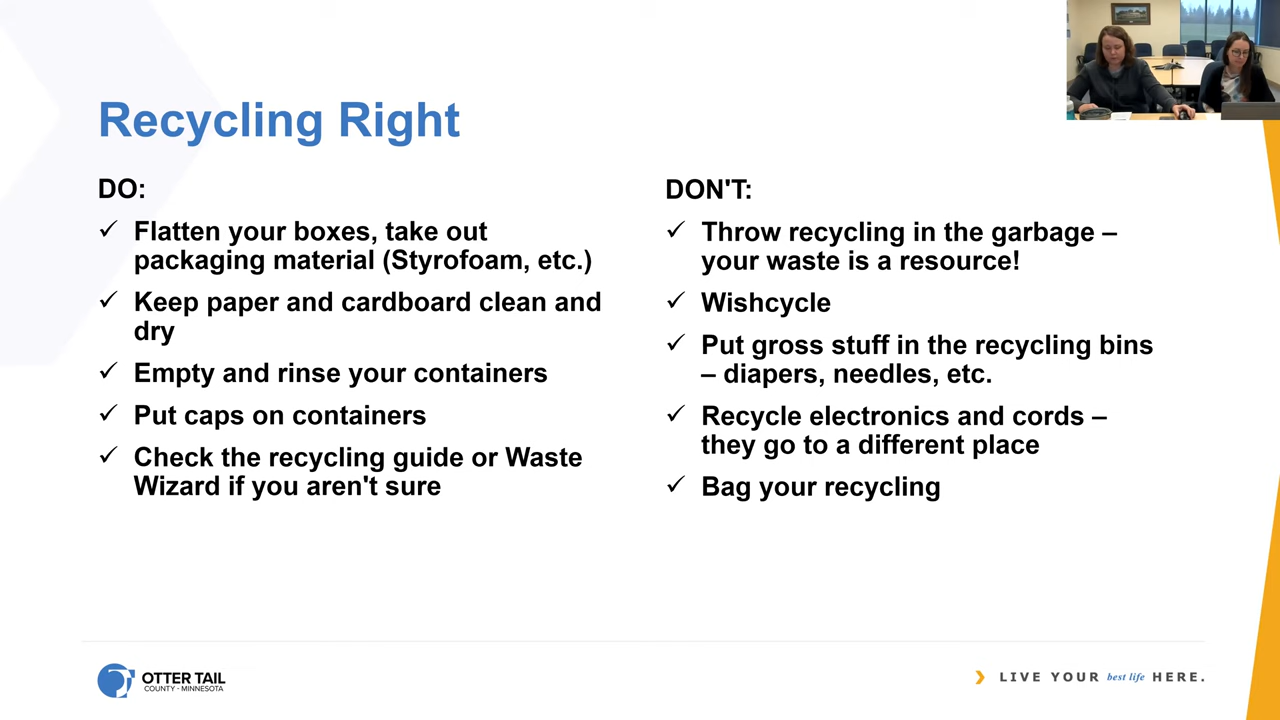 Recycling Right
DO:
Flatten your boxes, take out
packaging material (Styrofoam, etc.)
Keep paper and cardboard clean and
dry
Empty and rinse your containers
Put caps on containers
Check the recycling guide or Waste
Wizard if you aren't sure
DON'T:
Throw recycling in the garbage –
your waste is a resource!
Wishcycle
Put gross stuff in the recycling bins
– diapers, needles, etc.
Recycle electronics and cords –
they go to a different place
Bag your recycling
OTTER TAIL
COUNTY - MINNESOTA
LIVE YOUR best life HERE.